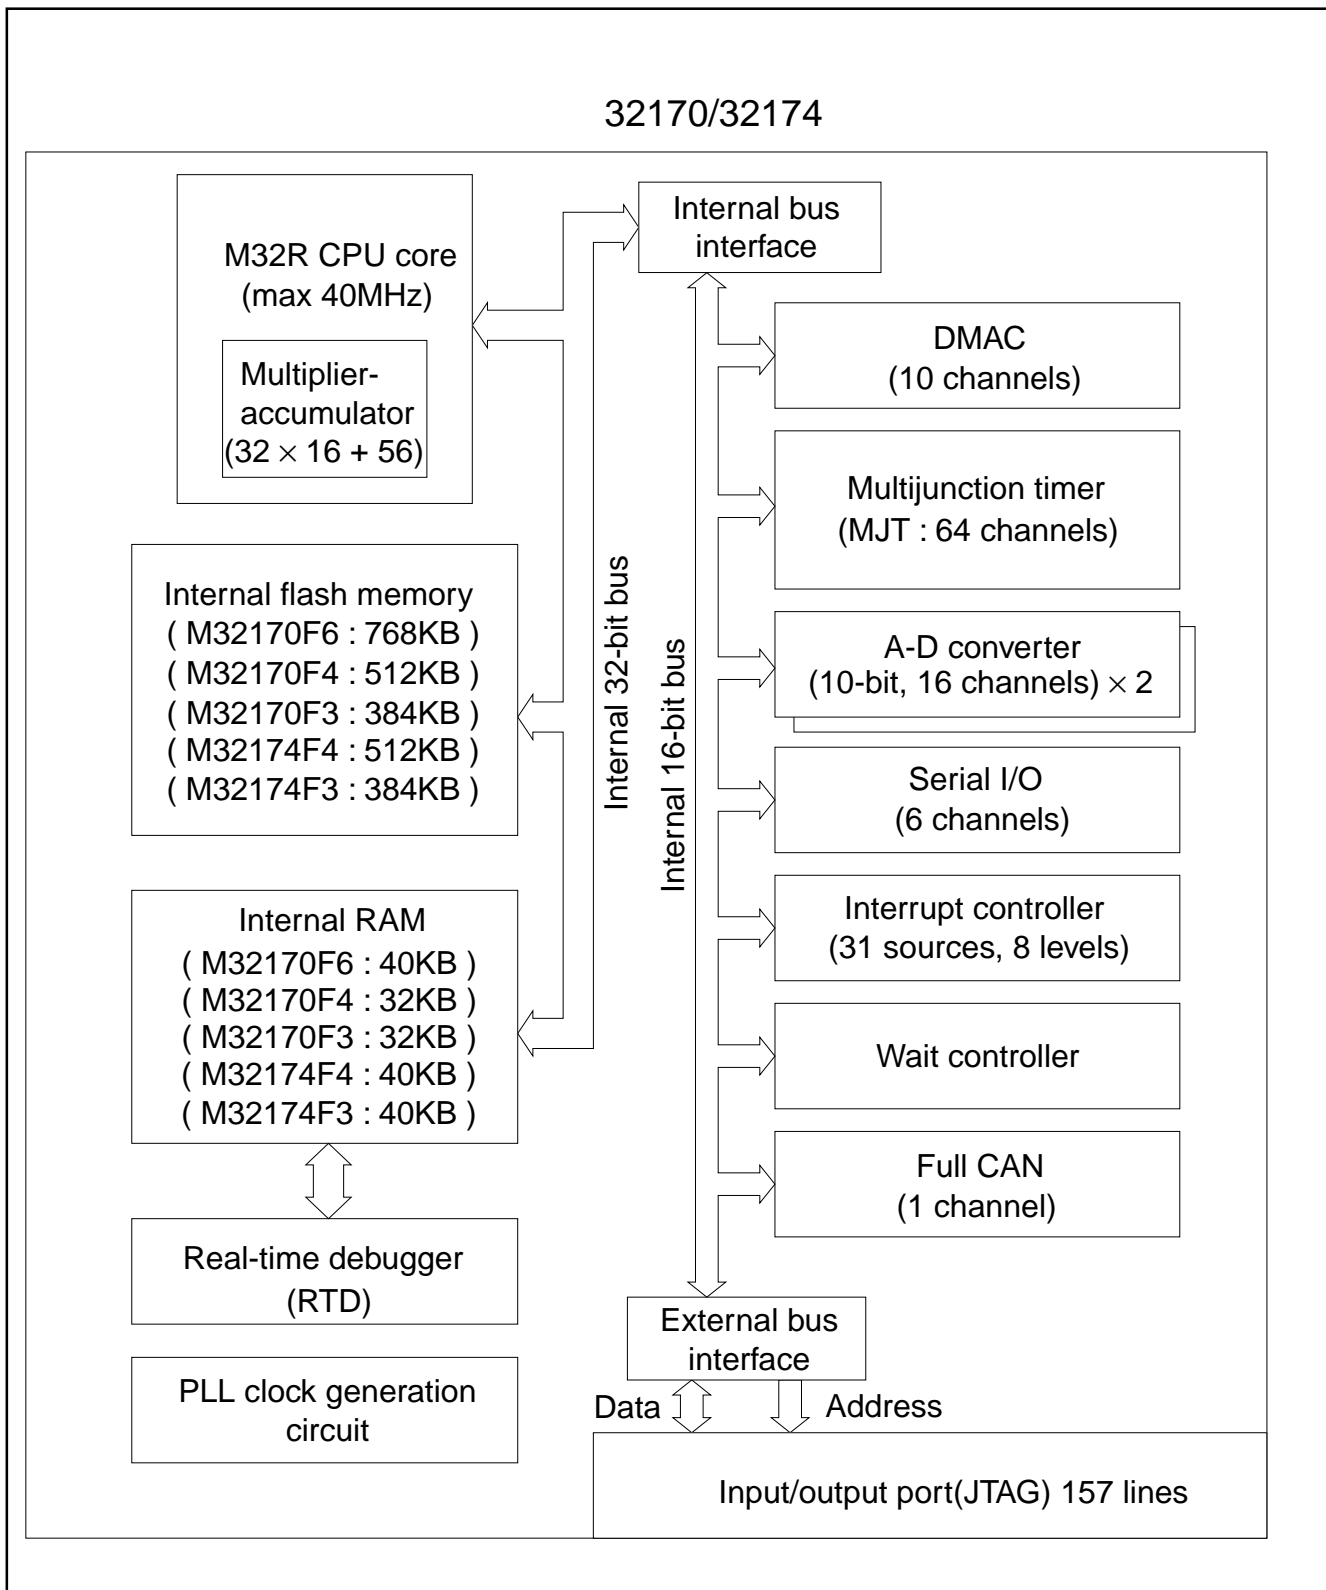 32170/32174
M32R CPU core
(max 40MHz)
Multiplier-
accumulator
(32 × 16 + 56)
Internal flash memory
( M32170F6 : 768KB )
( M32170F4 : 512KB )
( M32170F3 : 384KB )
( M32174F4 : 512KB )
( M32174F3 : 384KB )
Internal RAM
( M32170F6 : 40KB )
( M32170F4 : 32KB )
( M32170F3 : 32KB )
( M32174F4 : 40KB )
( M32174F3 : 40KB )
Real-time debugger
(RTD)
PLL clock generation
circuit
Internal 32-bit bus
Internal 16-bit bus
Internal bus
interface
DMAC
(10 channels)
Multijunction timer
(MJT : 64 channels)
A-D converter
(10-bit, 16 channels) × 2
Serial I/O
(6 channels)
Interrupt controller
(31 sources, 8 levels)
Wait controller
Full CAN
(1 channel)
External bus
interface
Data
Address
Input/output port(JTAG) 157 lines